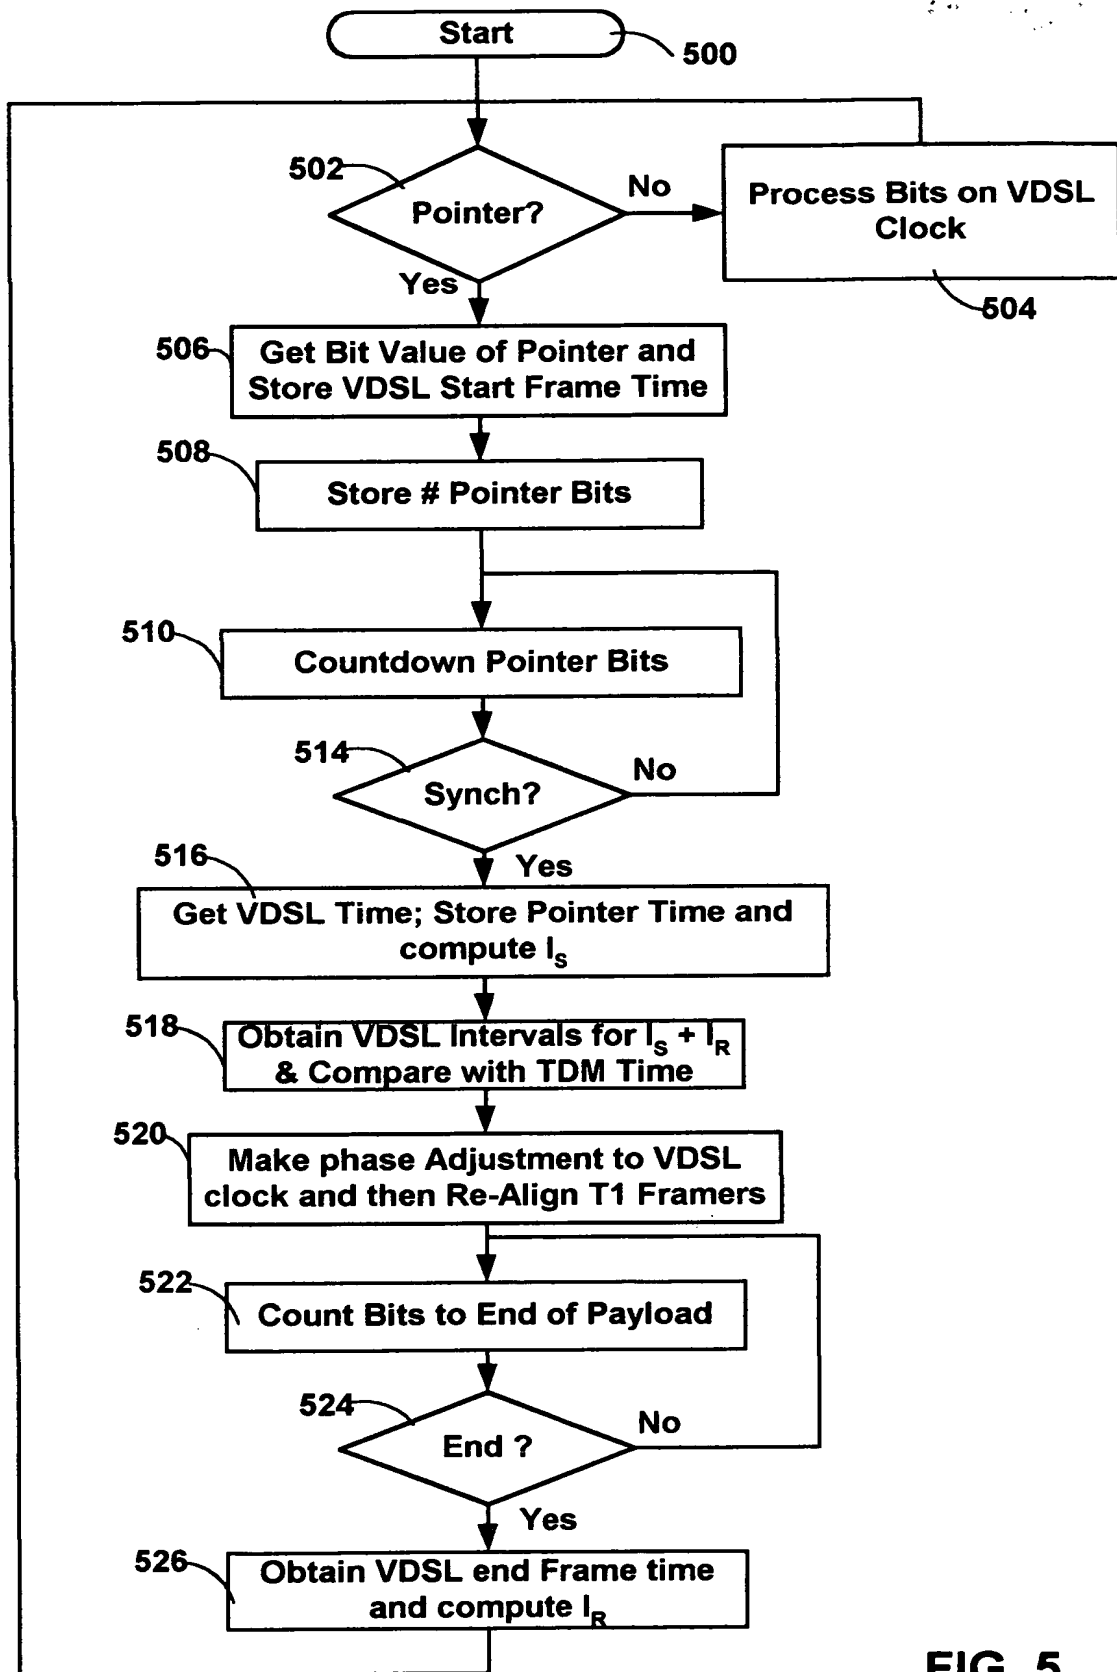 Start
500
502
Pointer?
No
Process Bits on VDSL
Clock
504
Yes
506
Get Bit Value of Pointer and
Store VDSL Start Frame Time
508
Store # Pointer Bits
510
Countdown Pointer Bits
514
Synch?
No
Yes
516
Get VDSL Time; Store Pointer Time and
compute IS
518
Obtain VDSL Intervals for IS + IR
& Compare with TDM Time
520
Make phase Adjustment to VDSL
clock and then Re-Align T1 Framers
522
Count Bits to End of Payload
524
End ?
No
Yes
526
Obtain VDSL end Frame time
and compute IR
FIG. 5